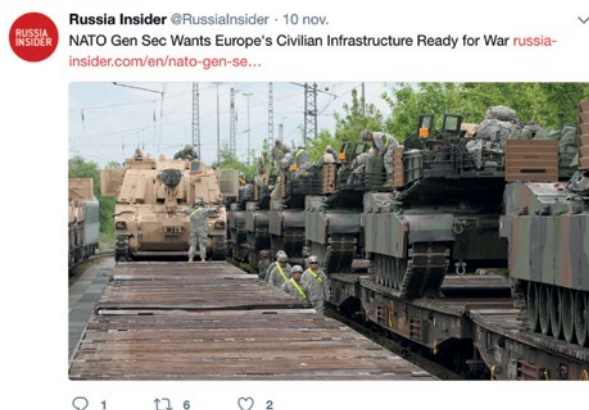 RUSSIA
INSIDER
Russia Insider @RussiaInsider · 10 nov.
NATO Gen Sec Wants Europe's Civilian Infrastructure Ready for War russia-
insider.com/en/nato-gen-se…
1 6 2